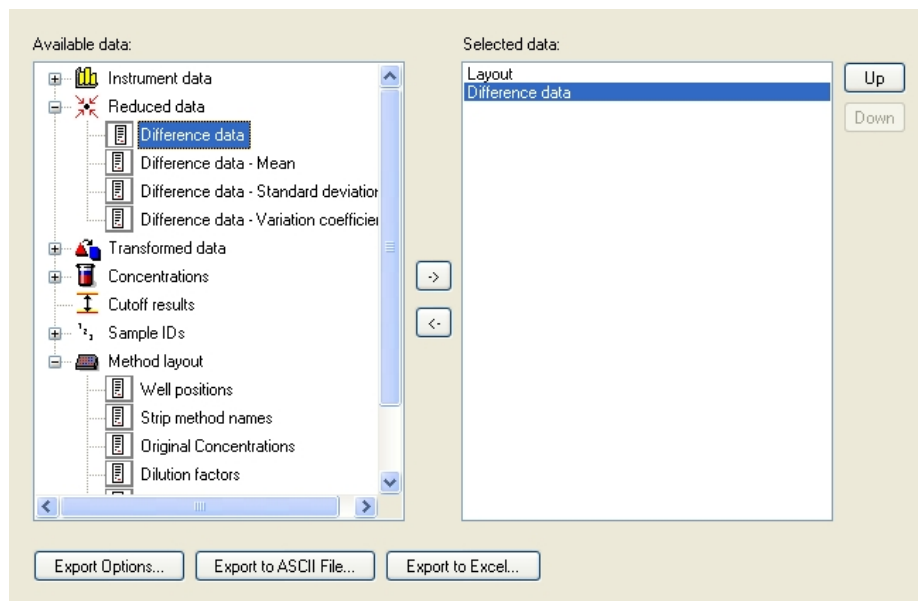 Available data:
Instrument data
Reduced data
Difference data
Difference data - Mean
Difference data - Standard deviation
Difference data - Variation coefficien
Transformed data
Concentrations
Cutoff results
Sample IDs
Method layout
Well positions
Strip method names
Original Concentrations
Dilution factors
->
<-
Selected data:
Layout
Difference data
Up
Down
Export Options...
Export to ASCII File...
Export to Excel...